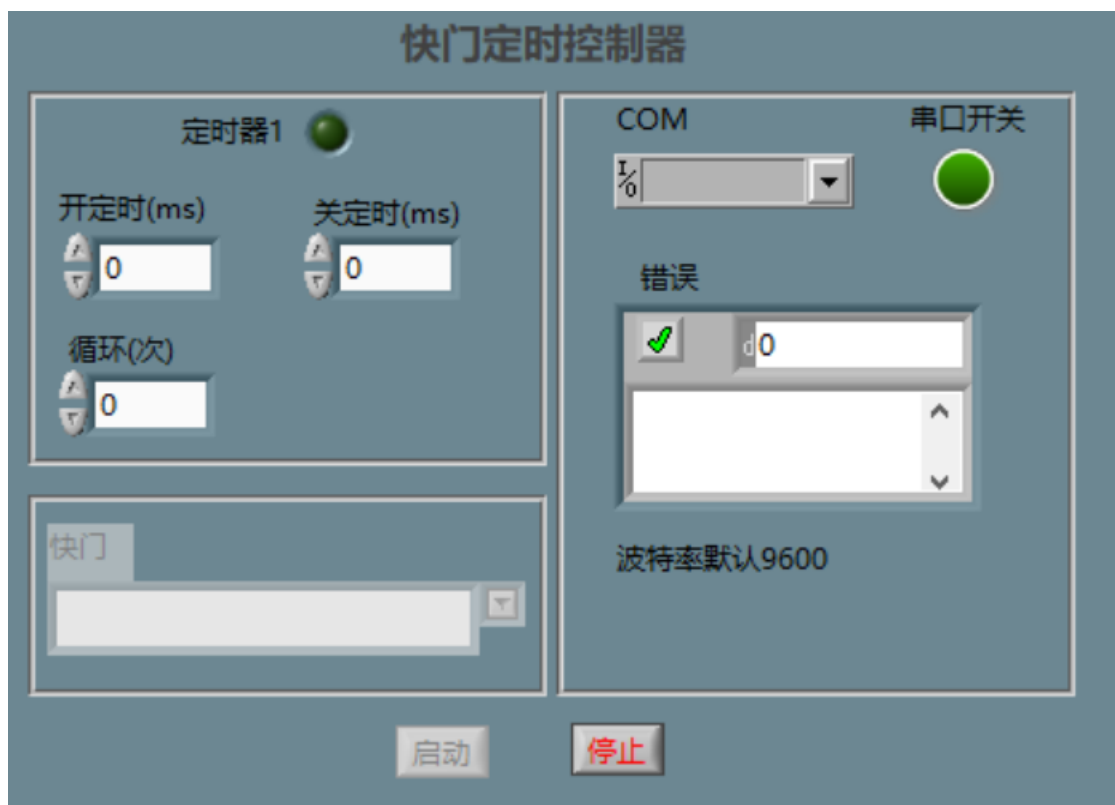 快门定时控制器
定时器1
开定时(ms)
关定时(ms)
0
0
循环(次)
0
快门
COM
串口开关
I/O
错误
d0
波特率默认9600
启动
停止